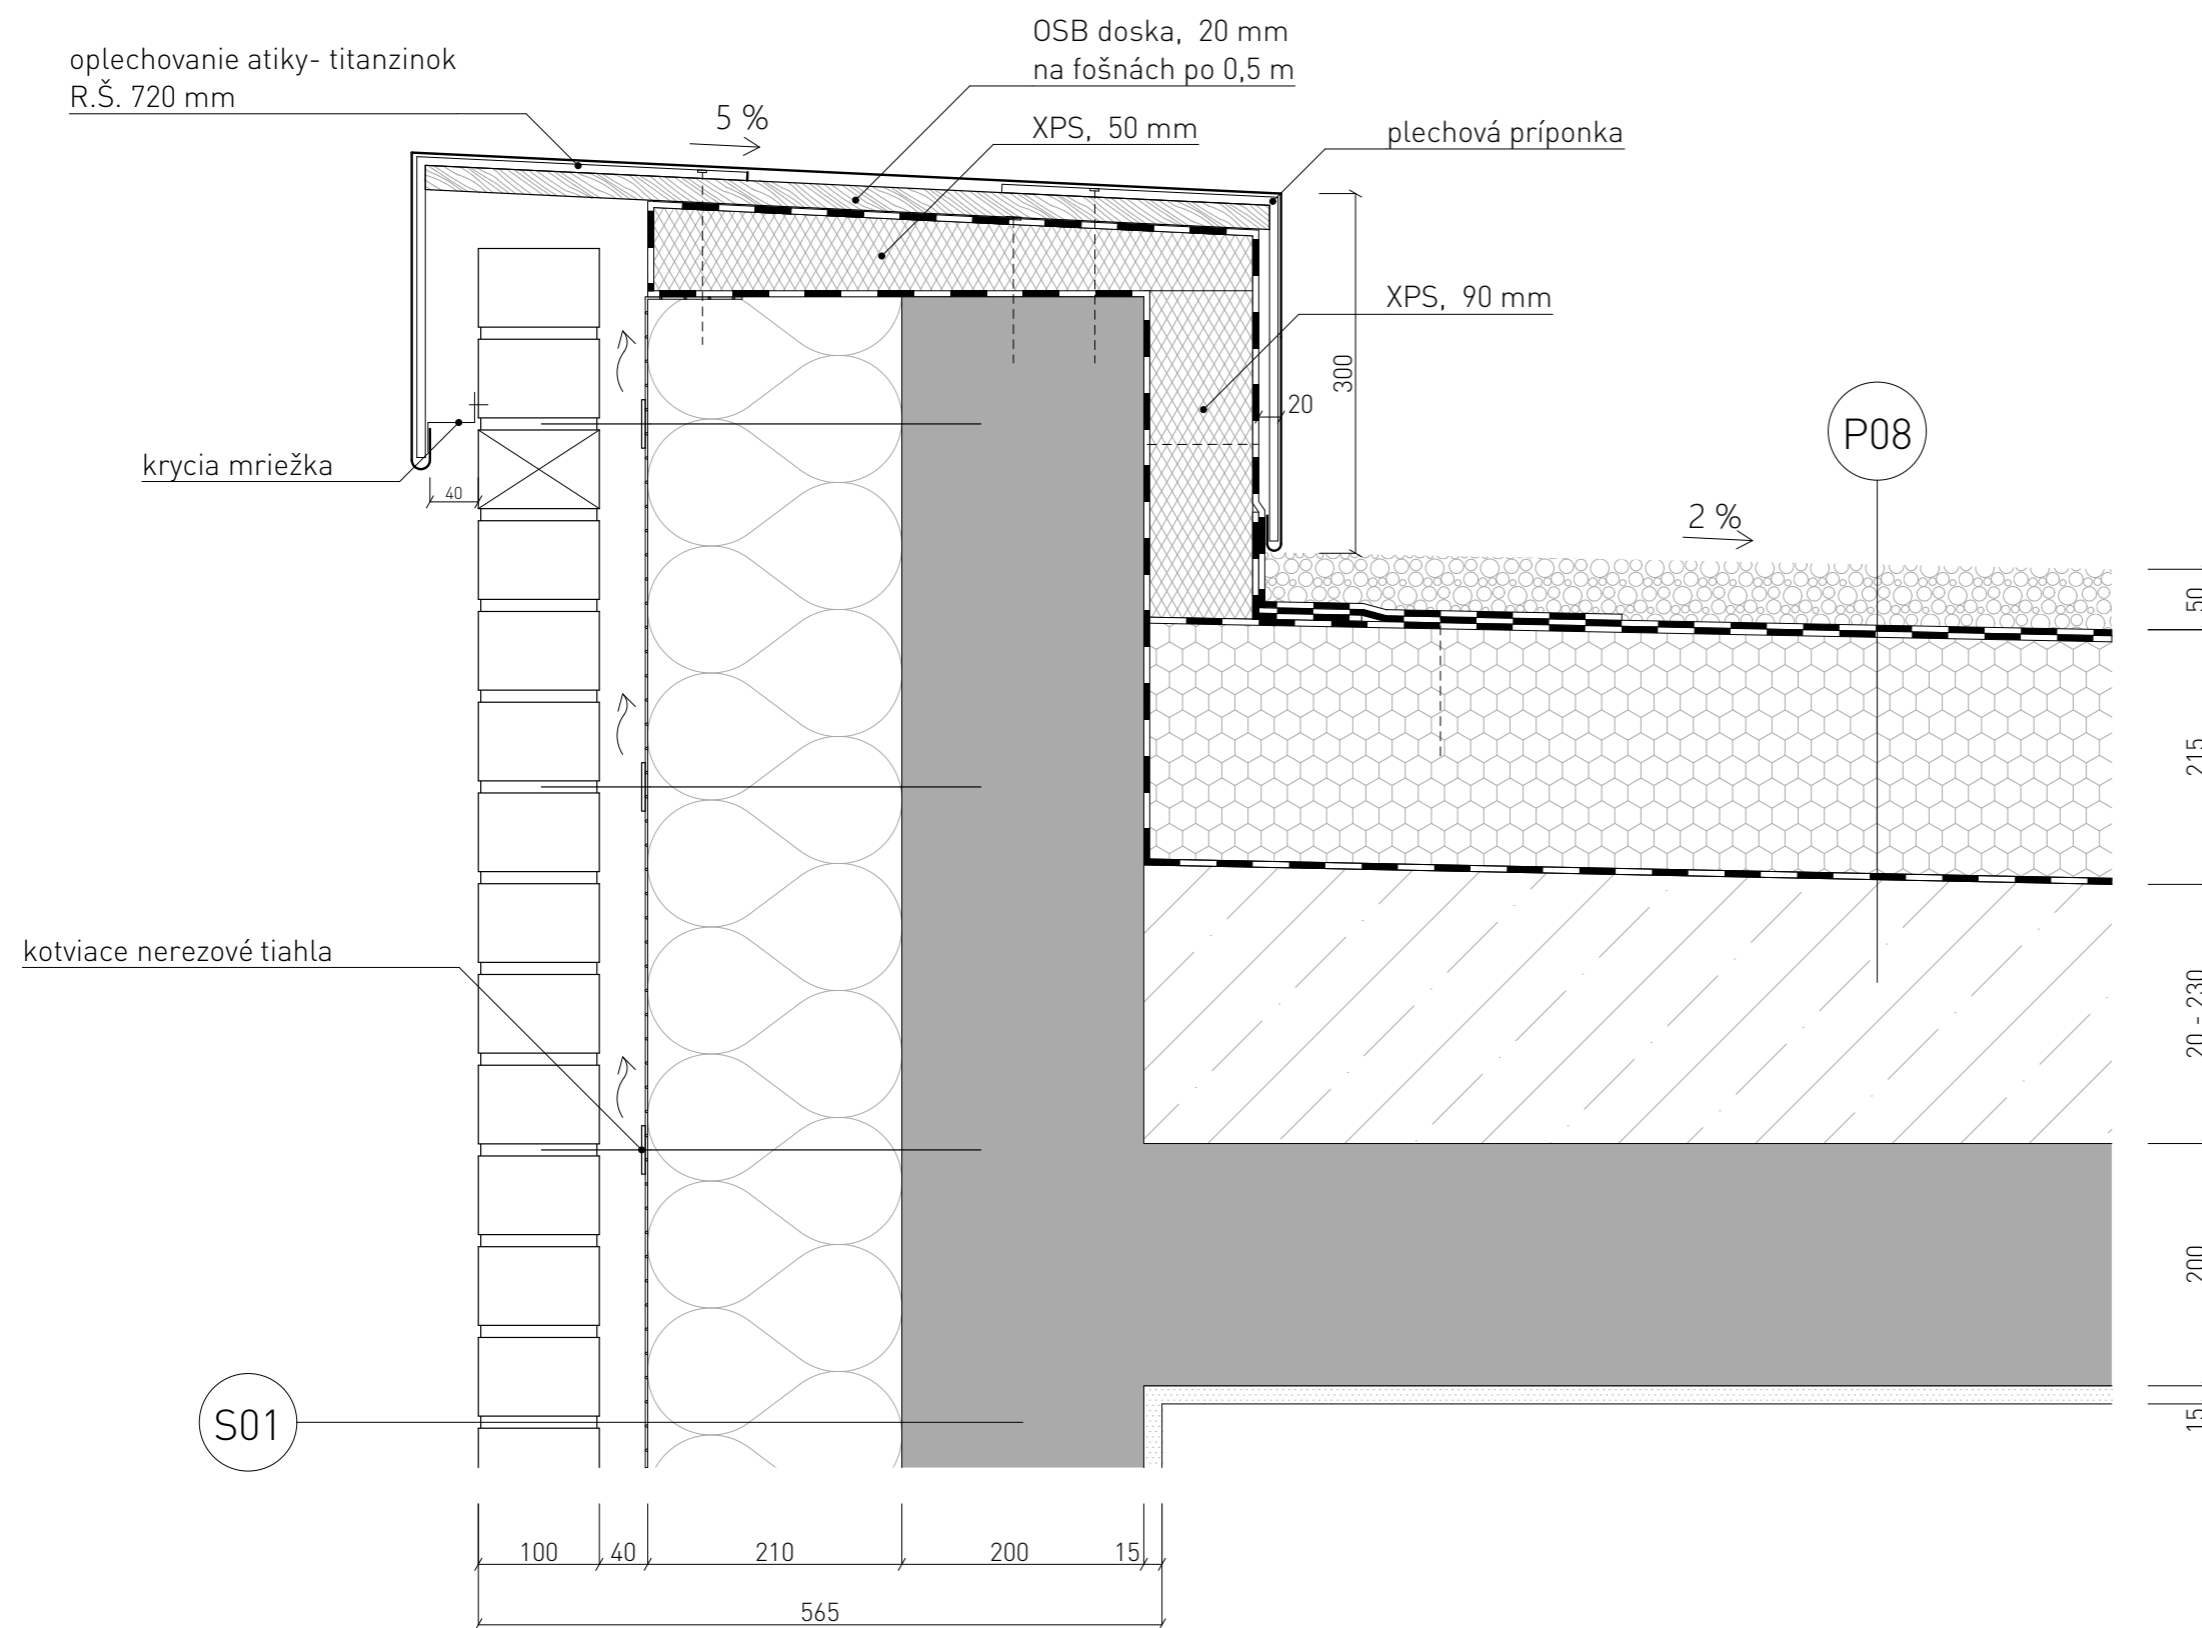 OSB doska, 20 mm
na fošnách po 0,5 m
oplechovanie atiky- titanzinok
R.Š. 720 mm
5 %
XPS, 50 mm
plechová príponka
XPS, 90 mm
300
20
P08
krycia mriežka
40
2 %
50
215
kotviace nerezové tiahla
20 - 230
200
S01
15
100
40
210
200
15
565